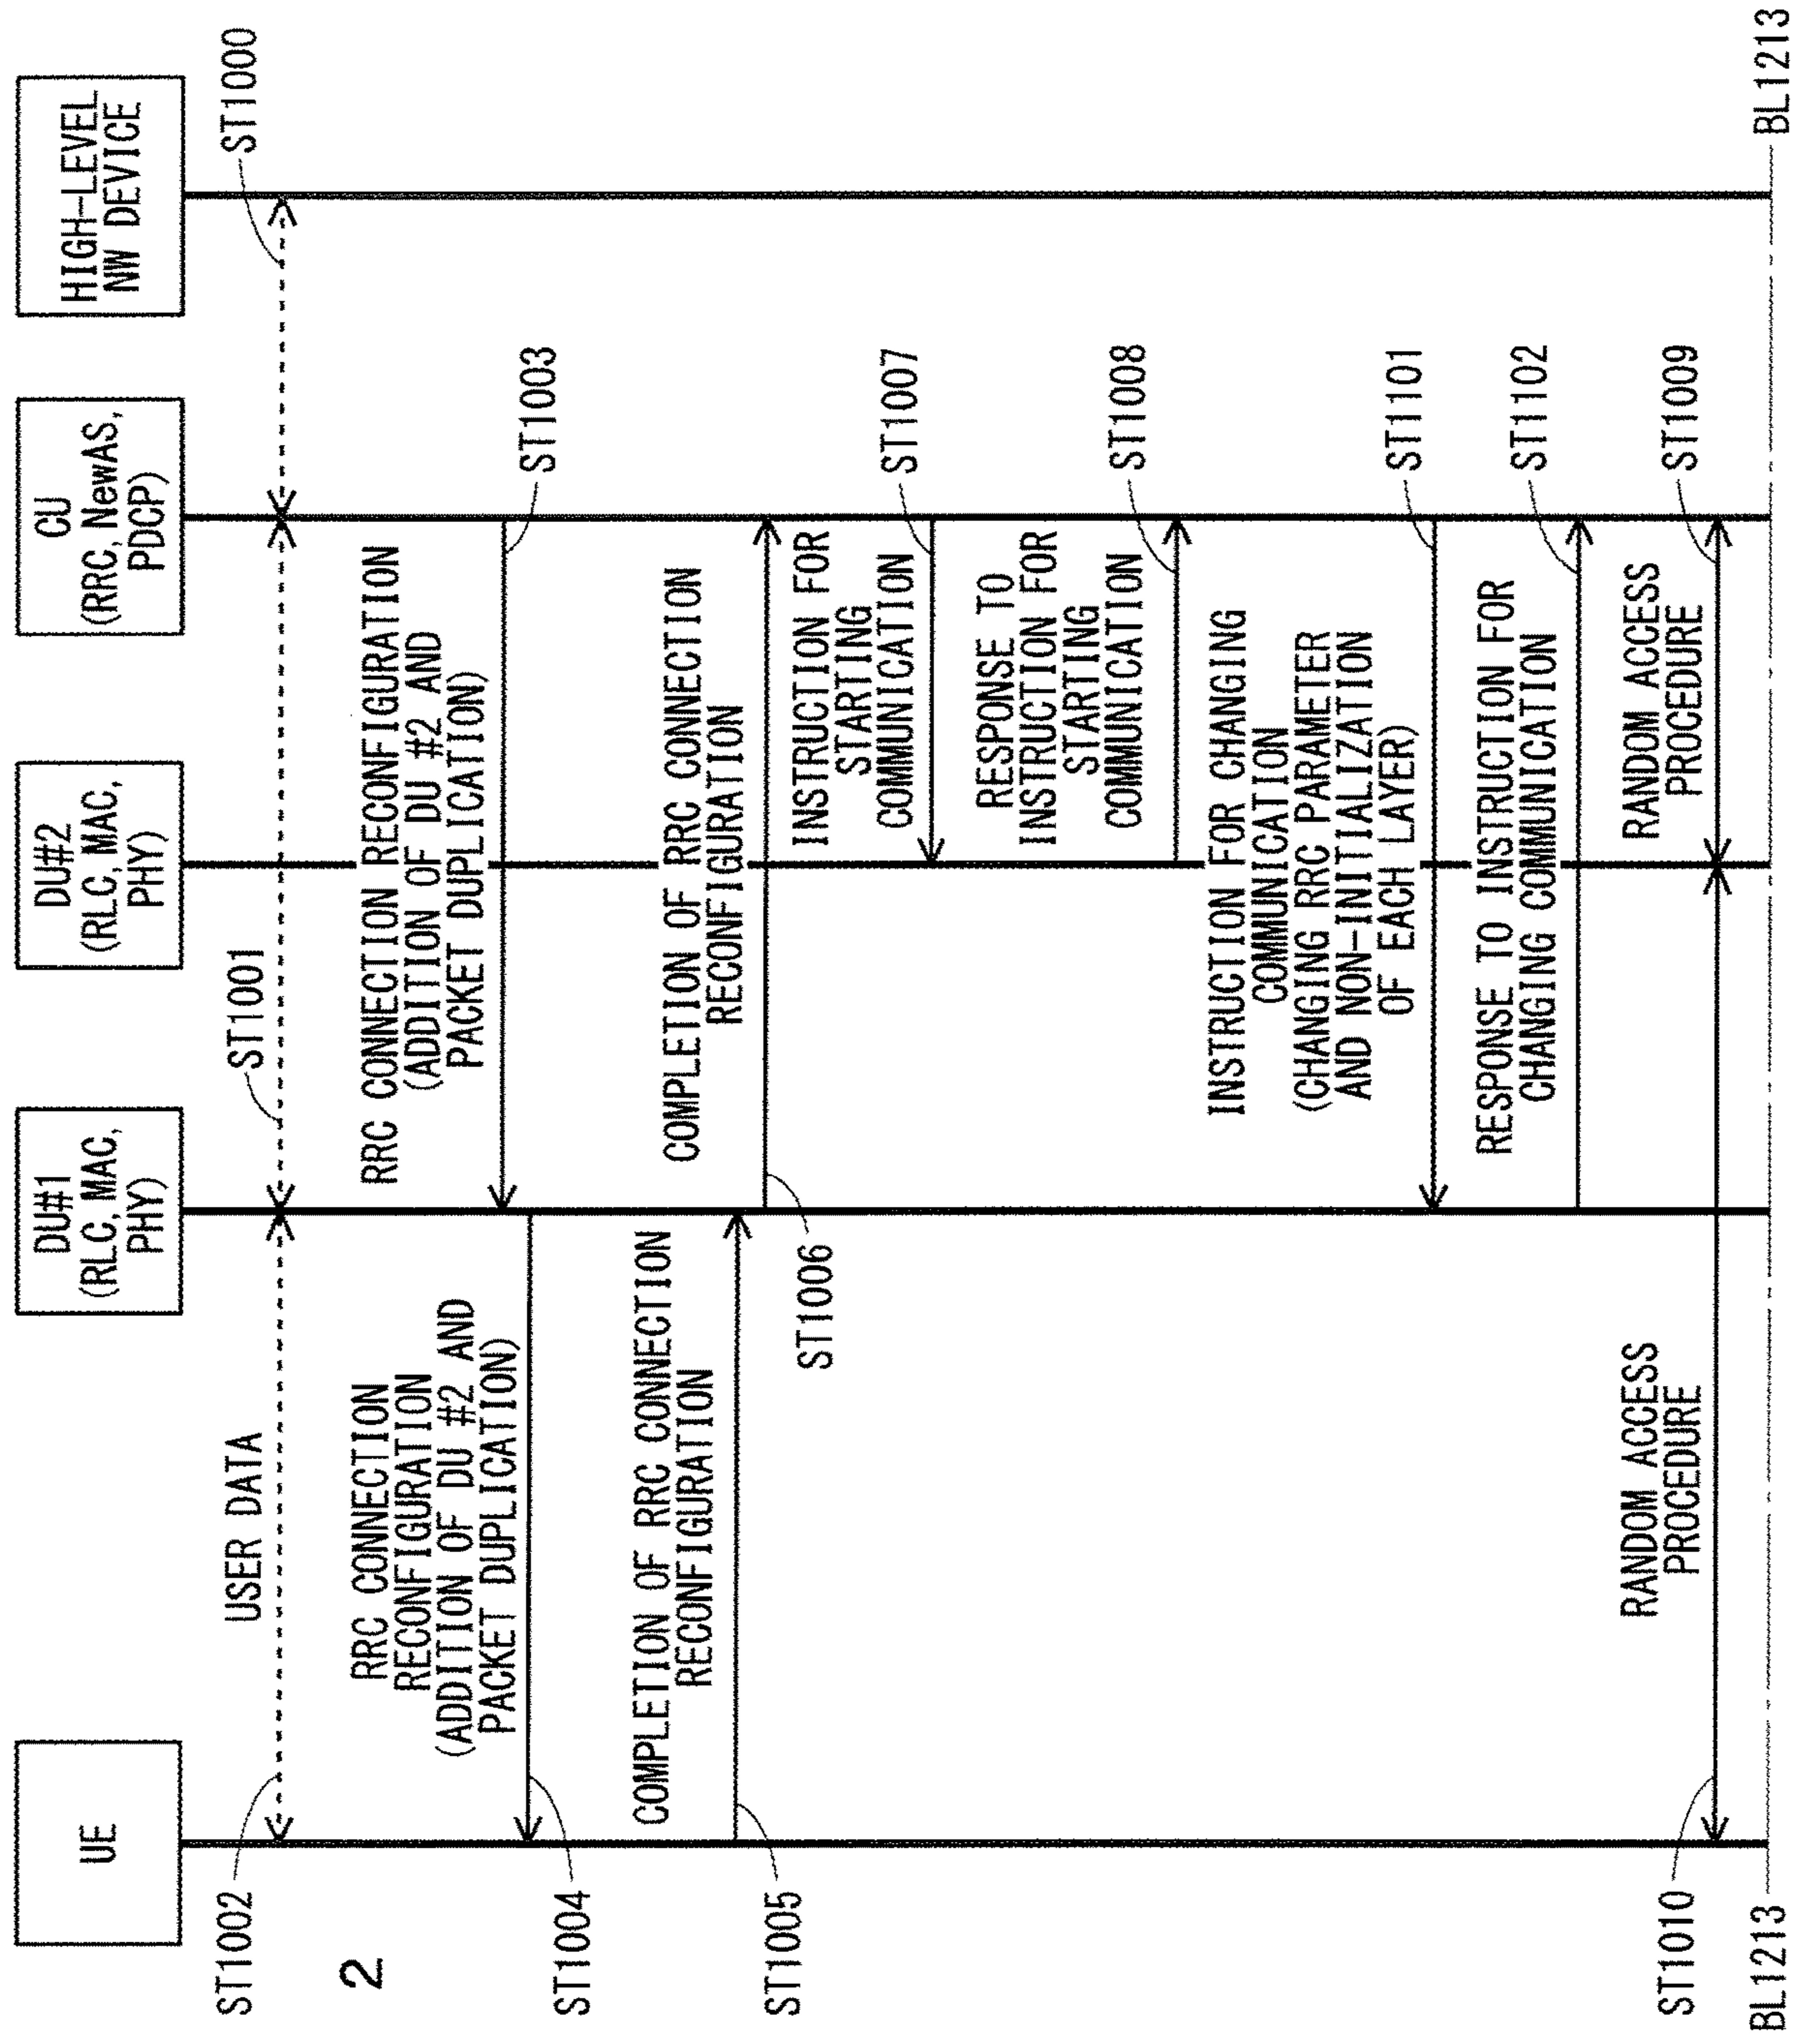 2
UE
DU#1
(RLC, MAC,
PHY)
DU#2
(RLC, MAC,
PHY)
CU
(RRC, NewAS,
PDCP)
HIGH-LEVEL
NW DEVICE
ST1002
USER DATA
ST1001
ST1000
RRC CONNECTION RECONFIGURATION
(ADDITION OF DU #2 AND
PACKET DUPLICATION)
ST1003
RRC CONNECTION
RECONFIGURATION
(ADDITION OF DU #2 AND
PACKET DUPLICATION)
ST1004
COMPLETION OF RRC CONNECTION
RECONFIGURATION
ST1005
COMPLETION OF RRC CONNECTION
RECONFIGURATION
ST1006
INSTRUCTION FOR
STARTING
COMMUNICATION
ST1007
RESPONSE TO
INSTRUCTION FOR
STARTING
COMMUNICATION
ST1008
INSTRUCTION FOR CHANGING
COMMUNICATION
(CHANGING RRC PARAMETER
AND NON-INITIALIZATION
OF EACH LAYER)
ST1101
RESPONSE TO INSTRUCTION FOR
CHANGING COMMUNICATION
ST1102
RANDOM ACCESS
PROCEDURE
ST1009
RANDOM ACCESS
PROCEDURE
ST1010
BL1213
BL1213